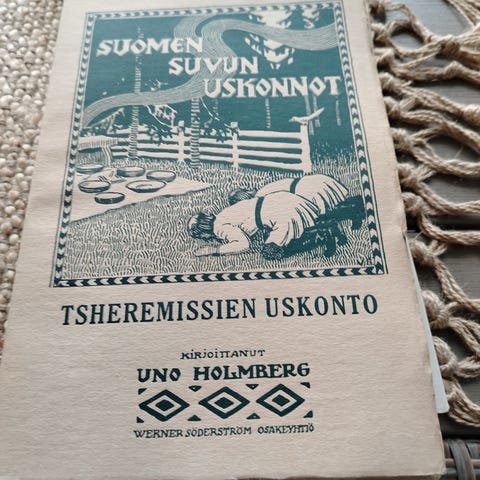 SUOMEN
SUVUN
USKONNOT
TSHEREMISSIEN USKONTO
KIRJOITTANUT
UNO HOLMBERG
WERNER SÖDERSTRÖM OSAKEYHTIÖ